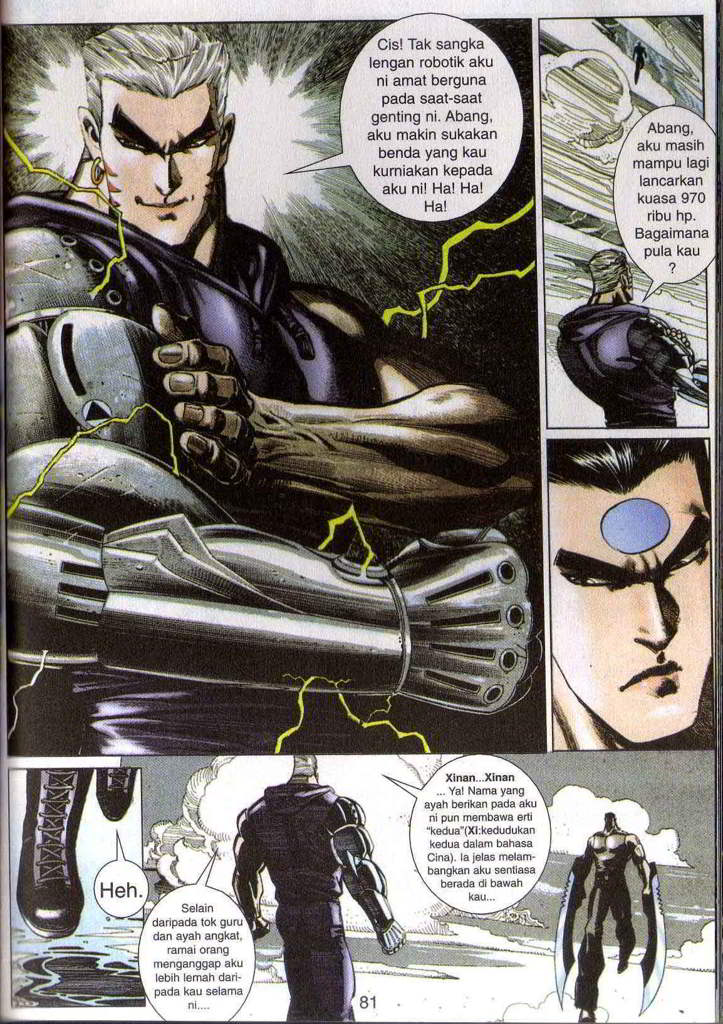 Cis! Tak sangka
lengan robotik aku
ni amat berguna
pada saat-saat
genting ni. Abang,
aku makin sukakan
benda yang kau
kurniakan kepada
aku ni! Ha! Ha!
Ha!
Abang,
aku masih
mampu lagi
lancarkan
kuasa 970
ribu hp.
Bagaimana
pula kau
?
Heh.
Selain
daripada tok guru
dan ayah angkat,
ramai orang
menganggap aku
lebih lemah dari-
pada kau selama
ni....
Xinan...Xinan
... Ya! Nama yang
ayah berikan pada aku
ni pun membawa erti
“kedua”(Xi:kedudukan
kedua dalam bahasa
Cina). Ia jelas melam-
bangkan aku sentiasa
berada di bawah
kau...
81